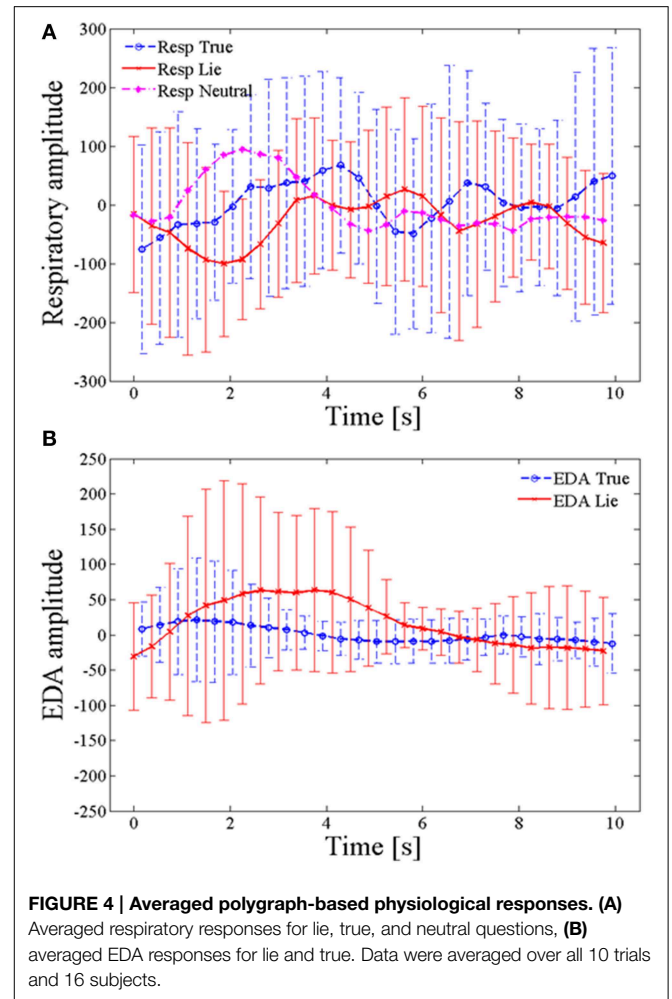 A
300
200
100
0
-100
-200
-300
Respiratory amplitude
Resp True
Resp Lie
Resp Neutral
0 2 4 6 8 10
Time [s]
B
250
200
150
100
50
0
-50
-100
-150
-200
-250
EDA amplitude
EDA True
EDA Lie
0 2 4 6 8 10
Time [s]
FIGURE 4 | Averaged polygraph-based physiological responses. (A)
Averaged respiratory responses for lie, true, and neutral questions, (B)
averaged EDA responses for lie and true. Data were averaged over all 10 trials
and 16 subjects.